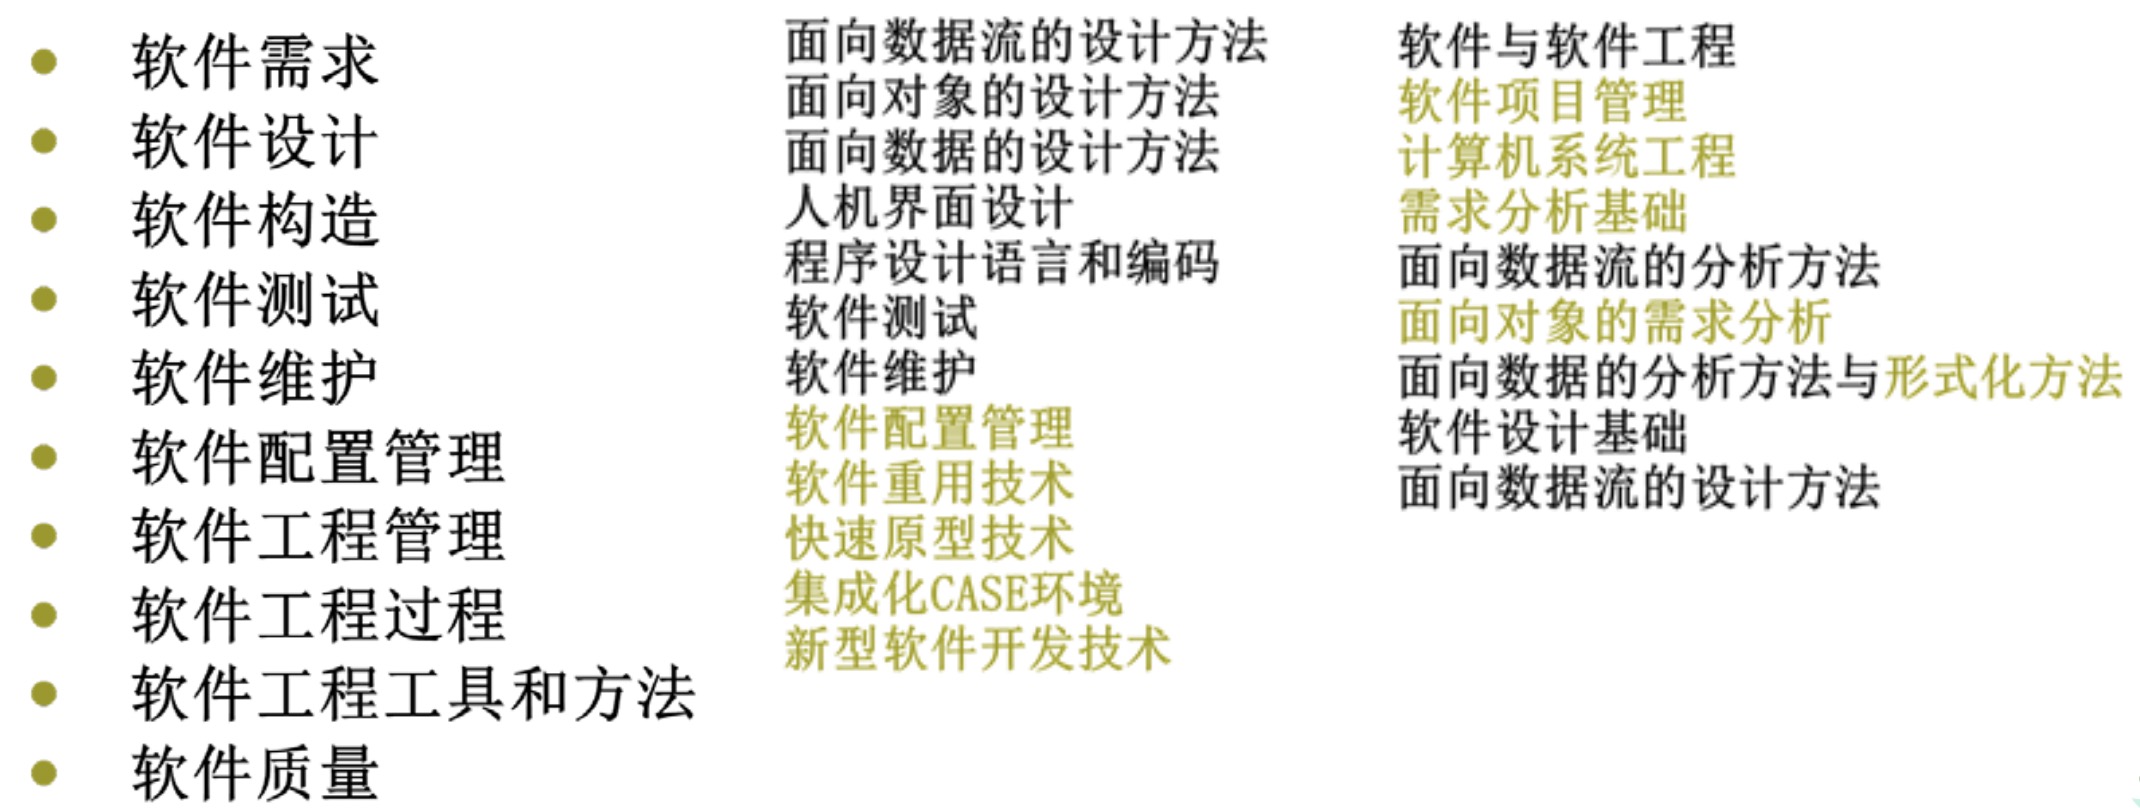 软件需求
软件设计
软件构造
软件测试
软件维护
软件配置管理
软件工程管理
软件工程过程
软件工程工具和方法
软件质量
面向数据流的设计方法
面向对象的设计方法
面向数据的设计方法
人机界面设计
程序设计语言和编码
软件测试
软件维护
软件配置管理
软件重用技术
快速原型技术
集成化CASE环境
新型软件开发技术
软件与软件工程
软件项目管理
计算机系统工程
需求分析基础
面向数据流的分析方法
面向对象的需求分析
面向数据的分析方法与形式化方法
软件设计基础
面向数据流的设计方法